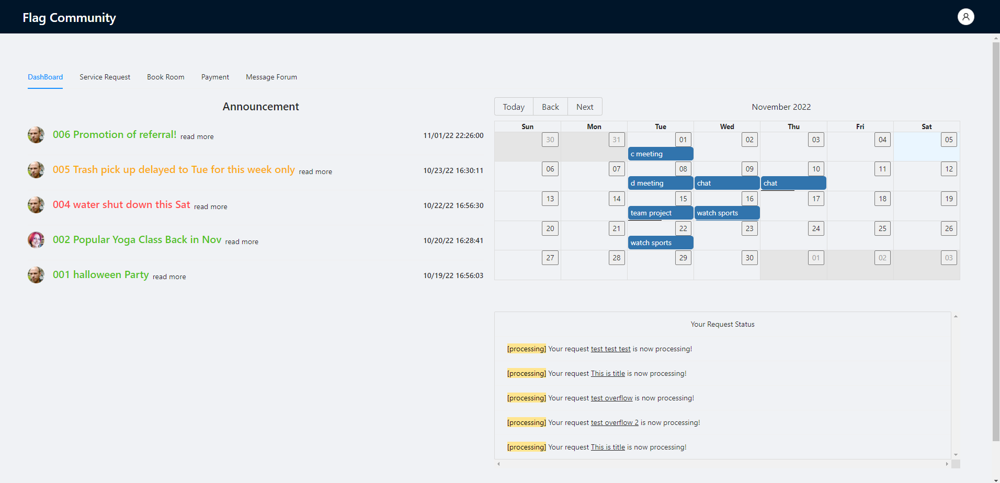 Flag Community
DashBoard Service Request Book Room Payment Message Forum
Announcement
006 Promotion of referral! read more 11/01/22 22:26:00
005 Trash pick up delayed to Tue for this week only read more 10/23/22 16:30:11
004 water shut down this Sat read more 10/22/22 16:56:30
002 Popular Yoga Class Back in Nov read more 10/20/22 16:28:41
001 halloween Party read more 10/19/22 16:56:03
Today Back Next November 2022
Sun Mon Tue Wed Thu Fri Sat
30 31 01 02 03 04 05
c meeting
06 07 08 09 10 11 12
d meeting chat chat
13 14 15 16 17 18 19
team project watch sports
20 21 22 23 24 25 26
watch sports
27 28 29 30 01 02 03
Your Request Status
[processing] Your request test test test is now processing!
[processing] Your request This is title is now processing!
[processing] Your request test overflow is now processing!
[processing] Your request test overflow 2 is now processing!
[processing] Your request This is title is now processing!